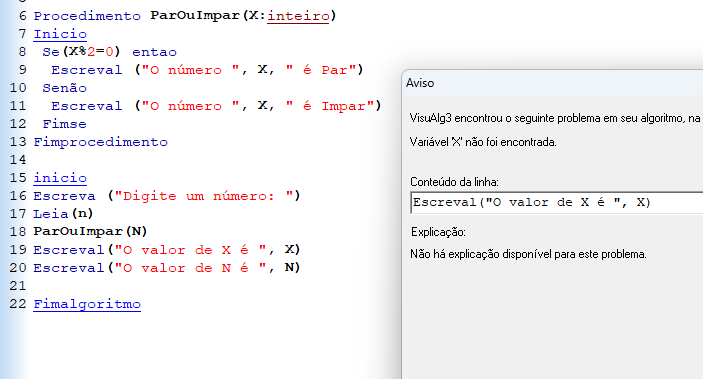 6 Procedimento ParOuImpar(X:inteiro)
7 Inicio
8 Se(X%2=0) entao
9 Escreval ("O número ", X, " é Par")
10 Senão
11 Escreval ("O número ", X, " é Impar")
12 Fimse
13 Fimprocedimento
14
15 inicio
16 Escreva ("Digite um número: ")
17 Leia(n)
18 ParOuImpar(N)
19 Escreval("O valor de X é ", X)
20 Escreval("O valor de N é ", N)
21
22 Fimalgoritmo
Aviso
VisuAlg3 encontrou o seguinte problema em seu algoritmo, na
Variável 'X' não foi encontrada.
Conteúdo da linha:
Escreval("O valor de X é ", X)
Explicação:
Não há explicação disponível para este problema.